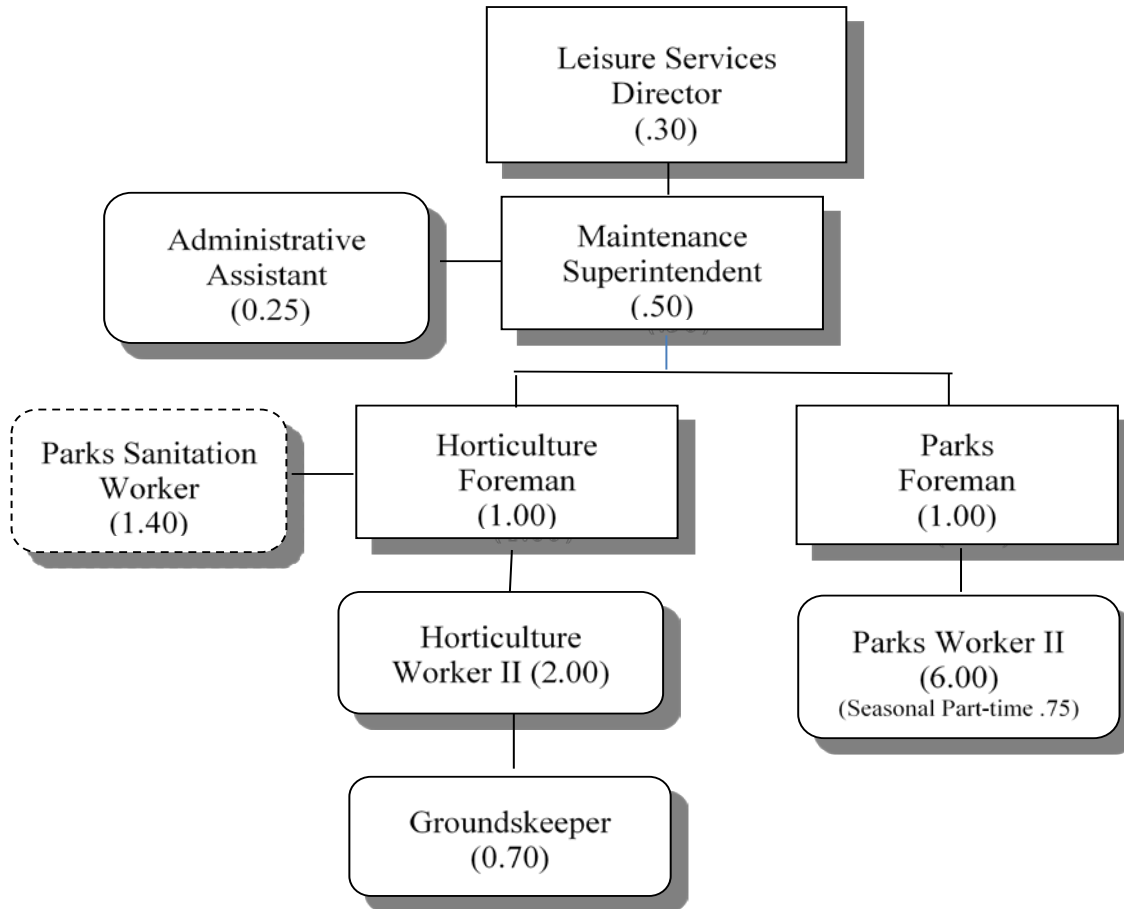 Leisure Services
Director
(.30)
Administrative
Assistant
(0.25)
Maintenance
Superintendent
(.50)
Parks Sanitation
Worker
(1.40)
Horticulture
Foreman
(1.00)
Parks
Foreman
(1.00)
Horticulture
Worker II (2.00)
Parks Worker II
(6.00)
(Seasonal Part-time .75)
Groundskeeper
(0.70)